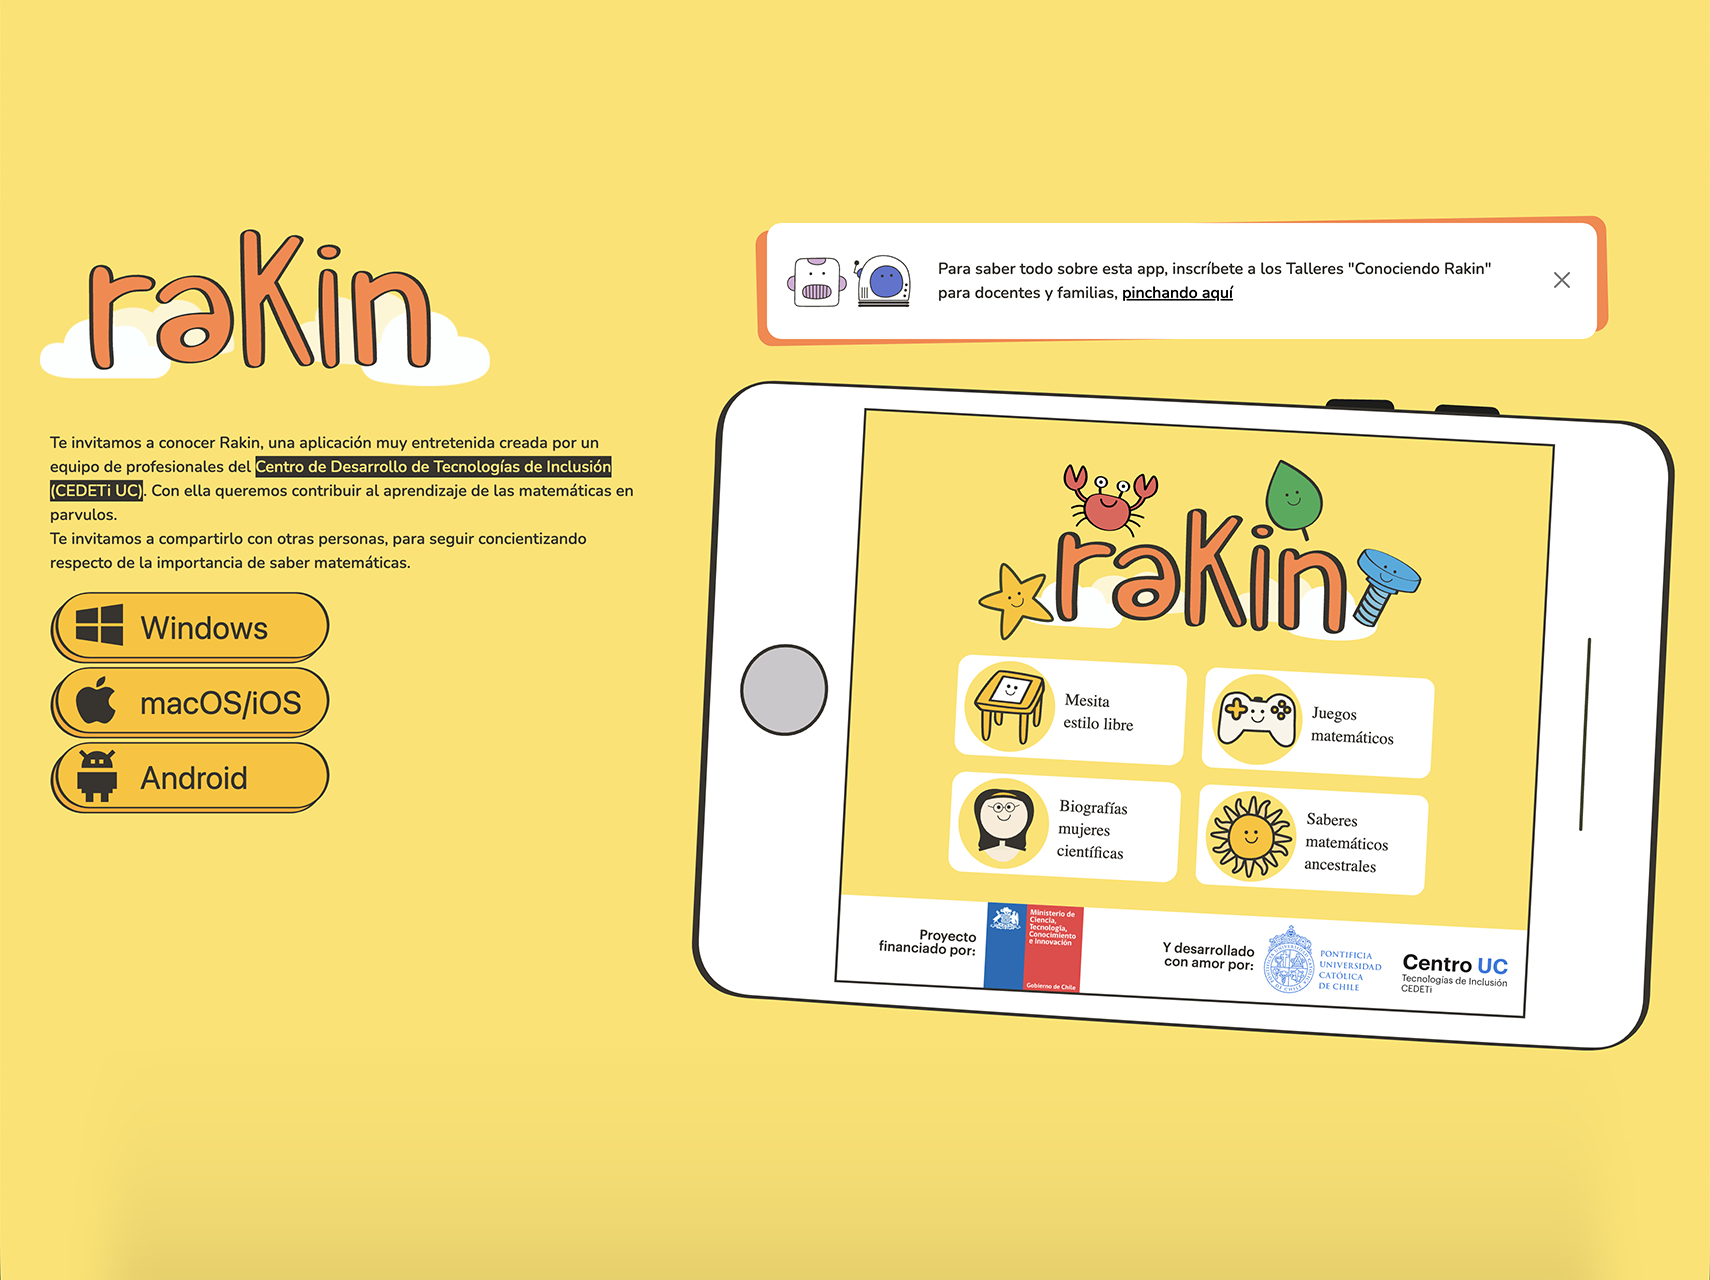 rakin
Te invitamos a conocer Rakin, una aplicación muy entretenida creada por un
equipo de profesionales del Centro de Desarrollo de Tecnologías de Inclusión
(CEDETi UC). Con ella queremos contribuir al aprendizaje de las matemáticas en
parvulos.
Te invitamos a compartirlo con otras personas, para seguir concientizando
respecto de la importancia de saber matemáticas.
Windows
macOS/iOS
Android
Para saber todo sobre esta app, inscríbete a los Talleres "Conociendo Rakin"
para docentes y familias, pinchando aquí
rakin
Mesita
estilo libre
Juegos
matemáticos
Biografías
mujeres
científicas
Saberes
matemáticos
ancestrales
Proyecto
financiado por:
Ministerio de
Ciencia,
Tecnología,
Conocimiento
e Innovación
Gobierno de Chile
Y desarrollado
con amor por:
PONTIFICIA
UNIVERSIDAD
CATÓLICA
DE CHILE
Centro UC
Tecnologías de Inclusión
CEDETi